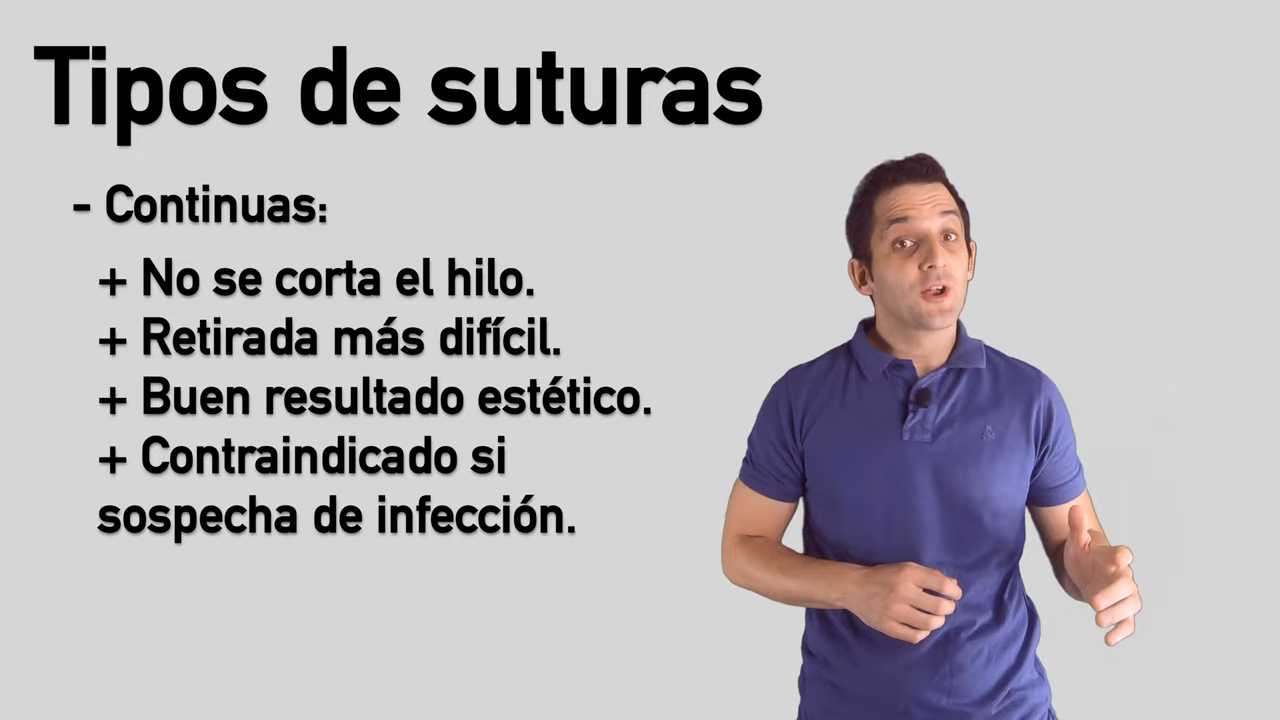 Tipos de suturas
- Continuas:
+ No se corta el hilo.
+ Retirada más difícil.
+ Buen resultado estético.
+ Contraindicado si
sospecha de infección.